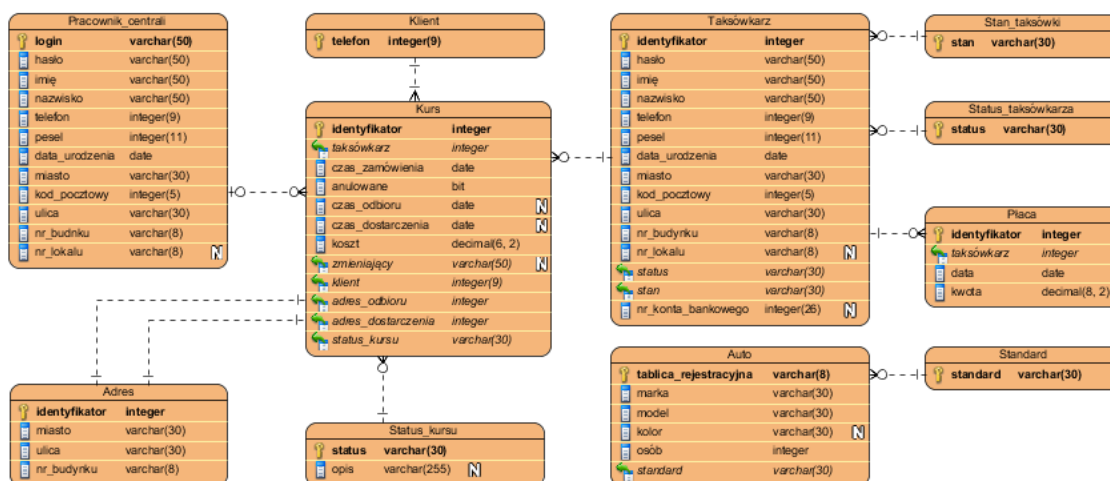 Pracownik_centrali
login varchar(50)
hasło varchar(50)
imię varchar(50)
nazwisko varchar(50)
telefon integer(9)
pesel integer(11)
data_urodzenia date
miasto varchar(30)
kod_pocztowy integer(5)
ulica varchar(30)
nr_budnku varchar(8)
nr_lokalu varchar(8) N
Klient
telefon integer(9)
Kurs
identyfikator integer
taksówkarz integer
czas_zamówienia date
anulowane bit
czas_odbioru date N
czas_dostarczenia date N
koszt decimal(6, 2)
zmieniający varchar(50) N
klient integer(9)
adres_odbioru integer
adres_dostarczenia integer
status_kursu varchar(30)
Taksówkarz
identyfikator integer
hasło varchar(50)
imię varchar(50)
nazwisko varchar(50)
telefon integer(9)
pesel integer(11)
data_urodzenia date
miasto varchar(30)
kod_pocztowy integer(5)
ulica varchar(30)
nr_budynku varchar(8)
nr_lokalu varchar(8) N
status varchar(30)
stan varchar(30)
nr_konta_bankowego integer(26) N
Stan_taksówki
stan varchar(30)
Status_taksówkarza
status varchar(30)
Płaca
identyfikator integer
taksówkarz integer
data date
kwota decimal(8, 2)
Adres
identyfikator integer
miasto varchar(30)
ulica varchar(30)
nr_budynku varchar(8)
Status_kursu
status varchar(30)
opis varchar(255) N
Auto
tablica_rejestracyjna varchar(8)
marka varchar(30)
model varchar(30)
kolor varchar(30) N
osób integer
standard varchar(30)
Standard
standard varchar(30)